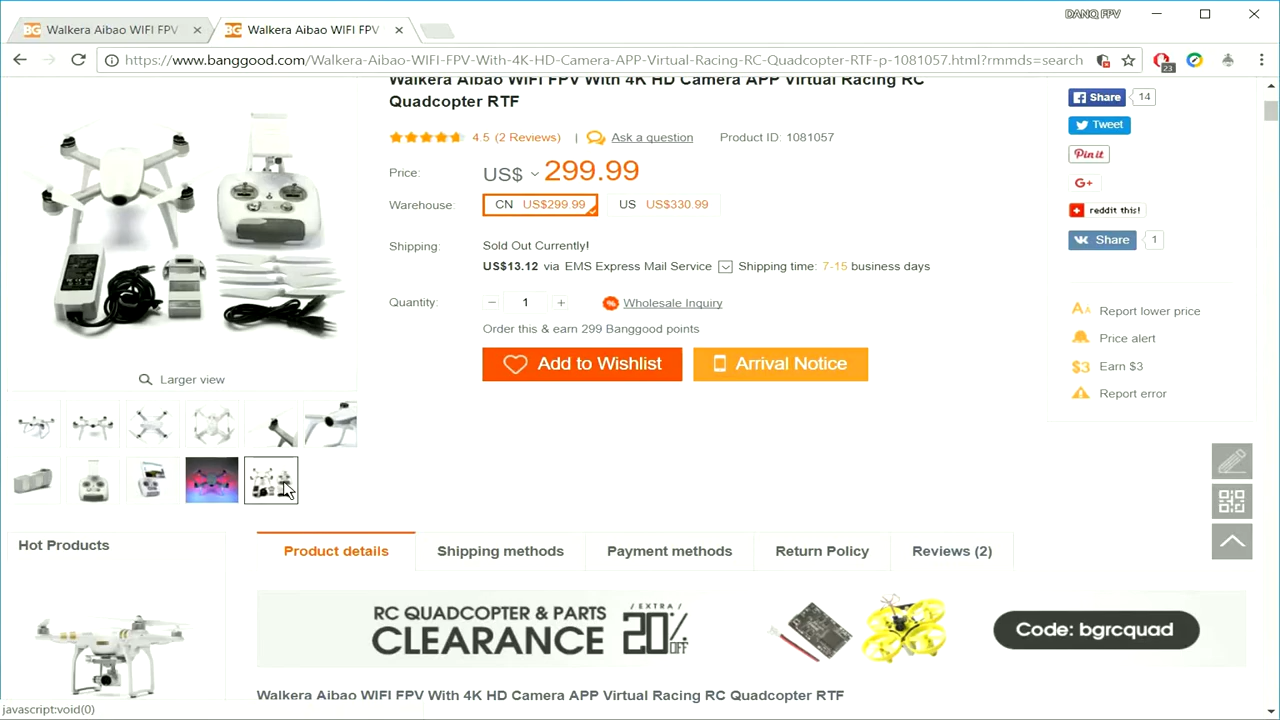 DANQ FPV
BG Walkera Aibao WIFI FPV
BG Walkera Aibao WIFI FPV
https://www.banggood.com/Walkera-Aibao-WIFI-FPV-With-4K-HD-Camera-APP-Virtual-Racing-RC-Quadcopter-RTF-p-1081057.html?rmmds=search
23
Walkera Aibao WIFI FPV With 4K HD Camera APP Virtual Racing RC
Quadcopter RTF
4.5 (2 Reviews) | Ask a question Product ID: 1081057
Price: US$ 299.99
Warehouse: CN US$299.99 US US$330.99
Shipping: Sold Out Currently!
US$13.12 via EMS Express Mail Service Shipping time: 7-15 business days
Quantity: − 1 + Wholesale Inquiry
Order this & earn 299 Banggood points
Add to Wishlist Arrival Notice
Share 14
Tweet
Pin it
G+
reddit this!
Share 1
Report lower price
Price alert
$3 Earn $3
Report error
Larger view
Hot Products
Product details Shipping methods Payment methods Return Policy Reviews (2)
RC QUADCOPTER & PARTS
CLEARANCE
/ EXTRA /
20% OFF
Code: bgrcquad
Walkera Aibao WIFI FPV With 4K HD Camera APP Virtual Racing RC Quadcopter RTF
javascript:void(0)